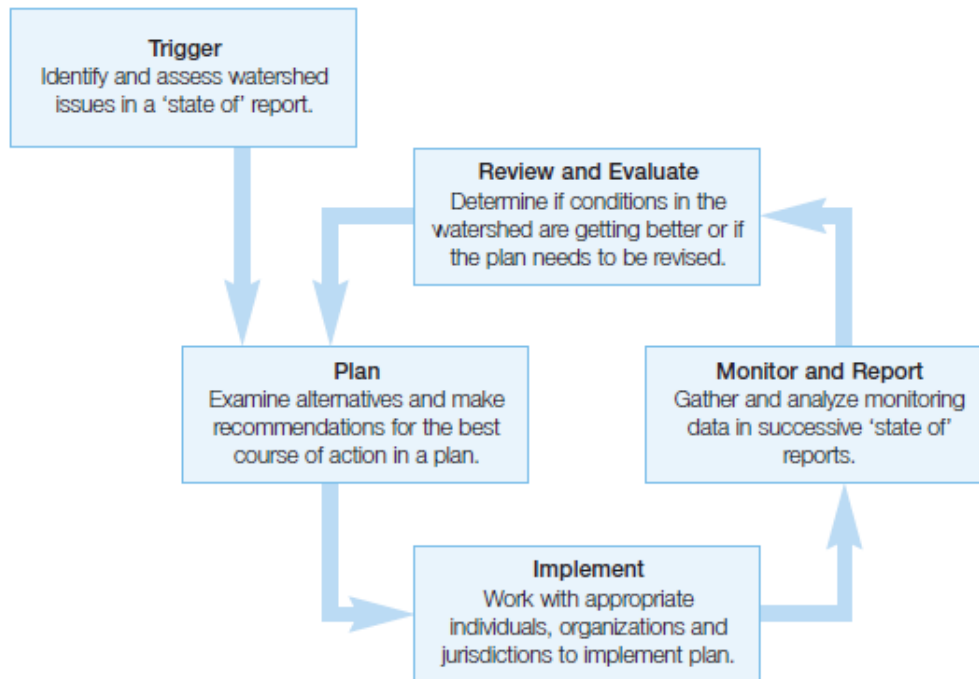 Trigger
Identify and assess watershed
issues in a ‘state of’ report.
Review and Evaluate
Determine if conditions in the
watershed are getting better or if
the plan needs to be revised.
Plan
Examine alternatives and make
recommendations for the best
course of action in a plan.
Monitor and Report
Gather and analyze monitoring
data in successive ‘state of’
reports.
Implement
Work with appropriate
individuals, organizations and
jurisdictions to implement plan.